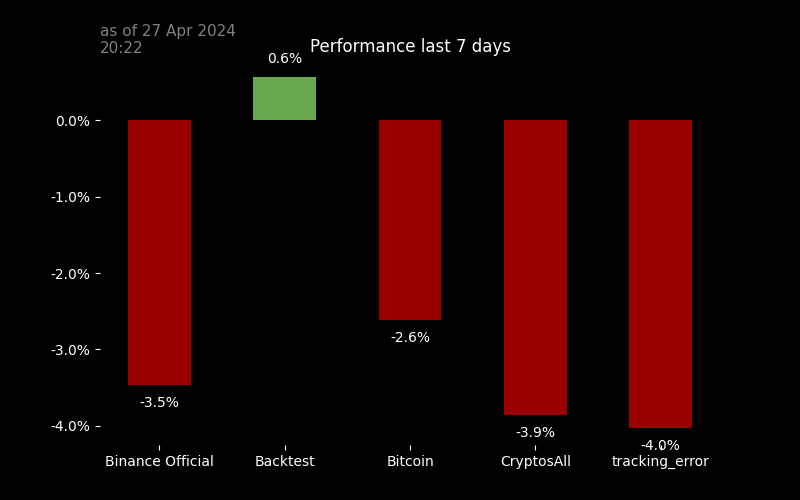 as of 27 Apr 2024
20:22
Performance last 7 days
0.6%
0.0%
-1.0%
-2.0%
-3.0%
-4.0%
-3.5%
-2.6%
-3.9%
-4.0%
Binance Official
Backtest
Bitcoin
CryptosAll
tracking_error